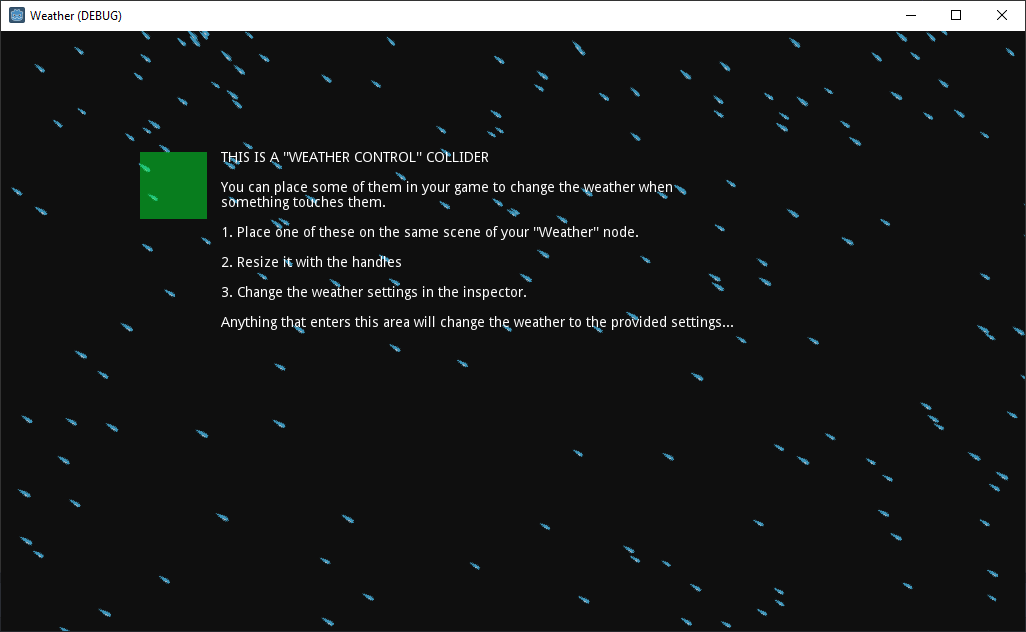 Weather (DEBUG)
THIS IS A "WEATHER CONTROL" COLLIDER
You can place some of them in your game to change the weather when
something touches them.
1. Place one of these on the same scene of your "Weather" node.
2. Resize it with the handles
3. Change the weather settings in the inspector.
Anything that enters this area will change the weather to the provided settings...